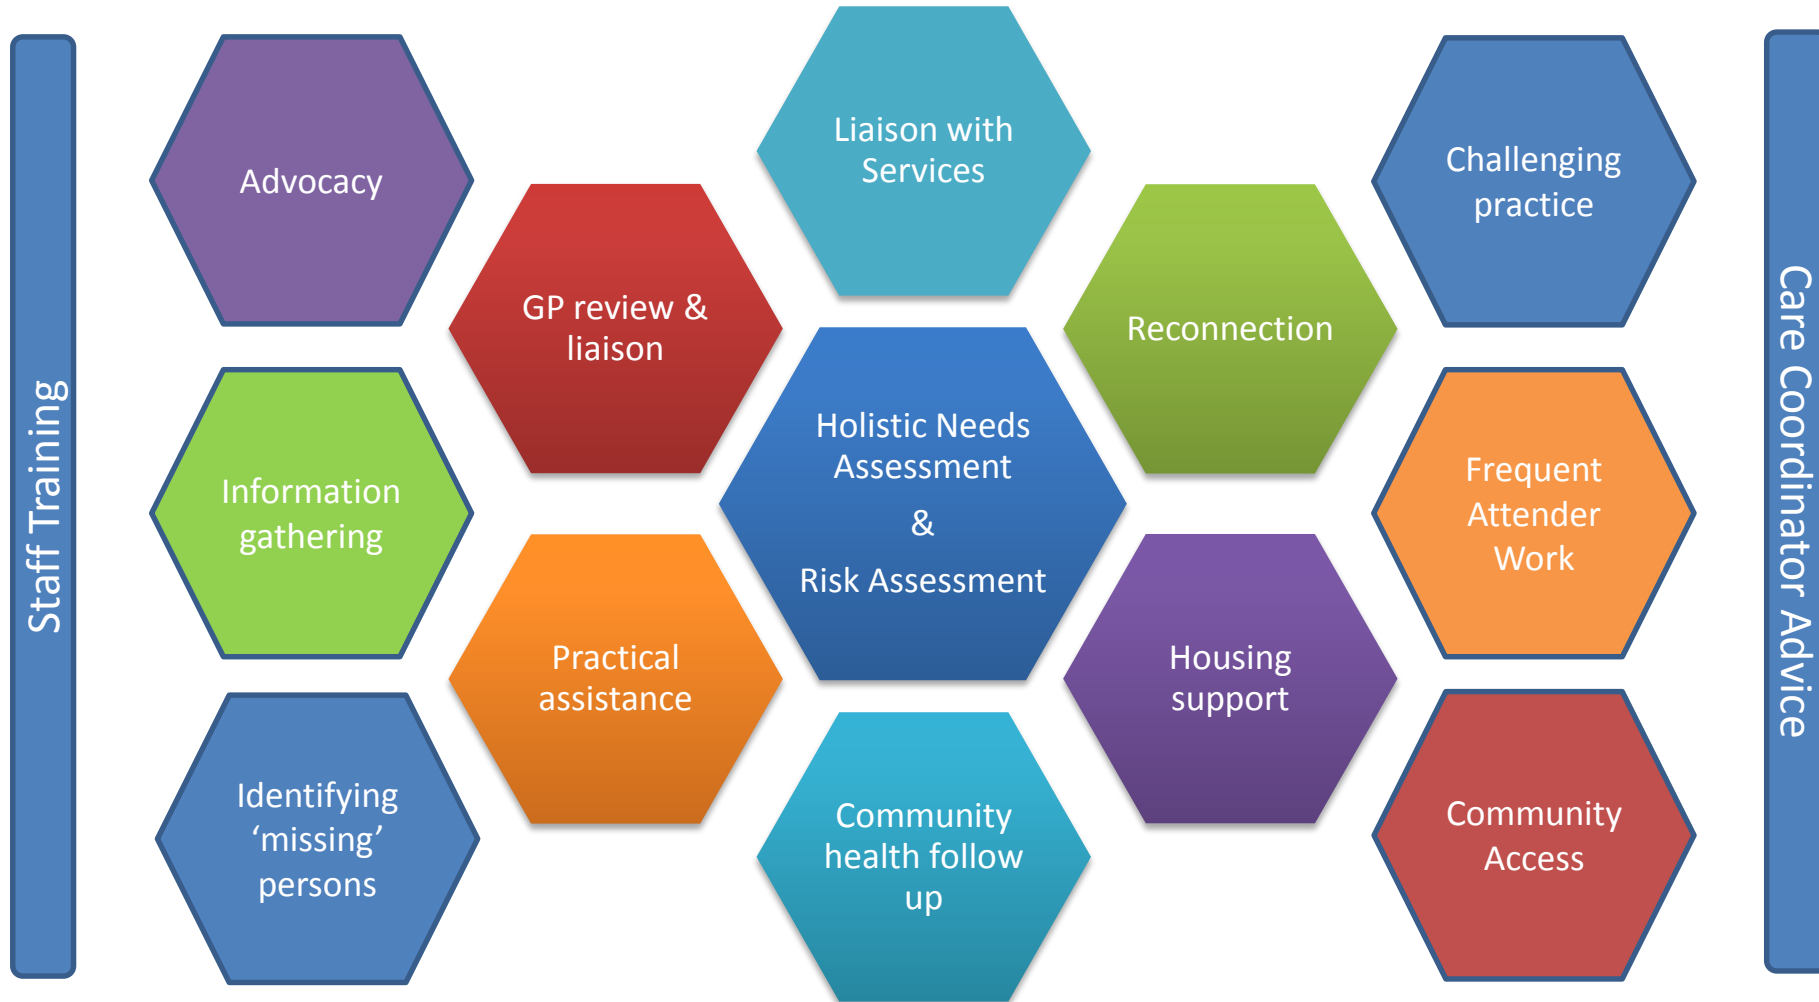 Staff Training
Advocacy
Information
gathering
Identifying
‘missing’
persons
GP review &
liaison
Practical
assistance
Liaison with
Services
Holistic Needs
Assessment
&
Risk Assessment
Community
health follow
up
Reconnection
Housing
support
Challenging
practice
Frequent
Attender
Work
Community
Access
Care Coordinator Advice